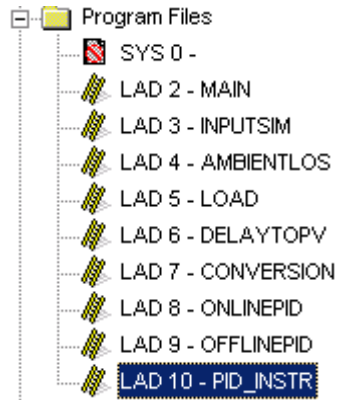 Program Files
SYS 0 -
LAD 2 - MAIN
LAD 3 - INPUTSIM
LAD 4 - AMBIENTLOS
LAD 5 - LOAD
LAD 6 - DELAYTOPV
LAD 7 - CONVERSION
LAD 8 - ONLINEPID
LAD 9 - OFFLINEPID
LAD 10 - PID_INSTR